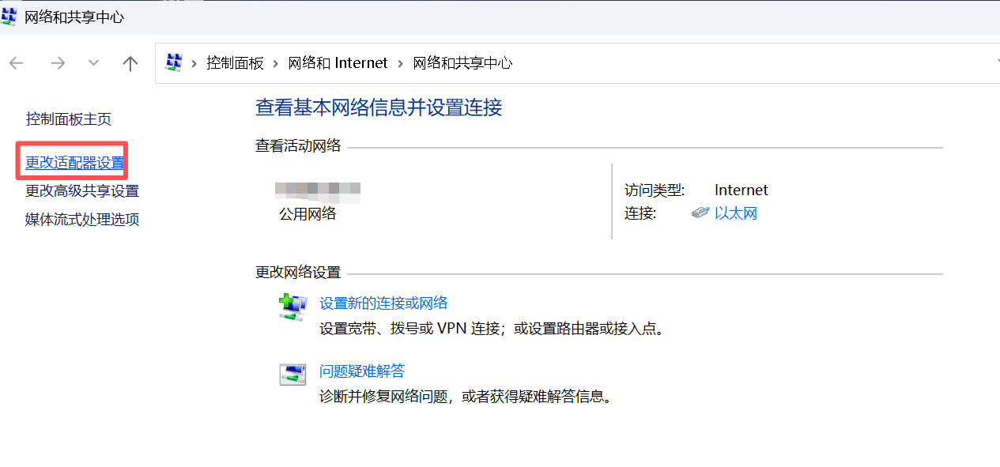 网络和共享中心
控制面板 > 网络和 Internet > 网络和共享中心
控制面板主页
更改适配器设置
更改高级共享设置
媒体流式处理选项
查看基本网络信息并设置连接
查看活动网络
公用网络
访问类型: Internet
连接: 以太网
更改网络设置
设置新的连接或网络
设置宽带、拨号或 VPN 连接；或设置路由器或接入点。
问题疑难解答
诊断并修复网络问题，或者获得疑难解答信息。